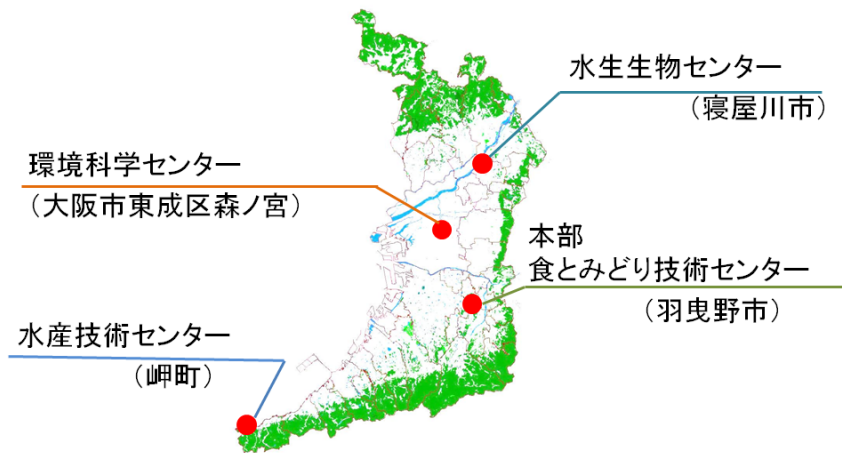 水生生物センター
（寝屋川市）
環境科学センター
（大阪市東成区森ノ宮）
本部
食とみどり技術センター
（羽曳野市）
水産技術センター
（岬町）